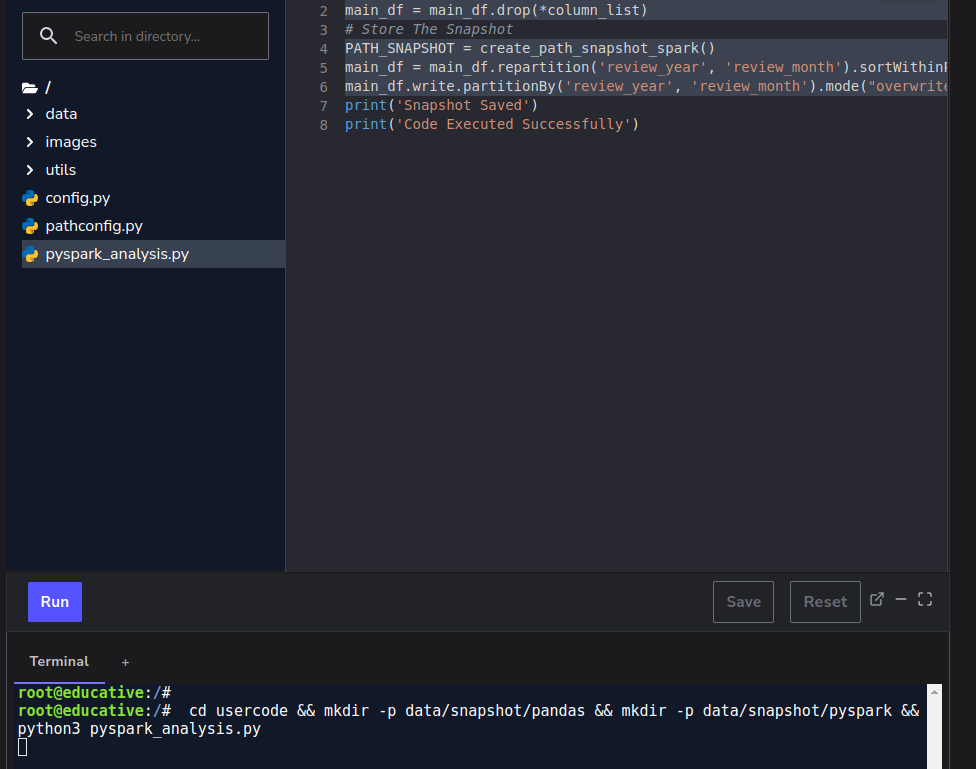 Search in directory...
/
data
images
utils
config.py
pathconfig.py
pyspark_analysis.py
2 main_df = main_df.drop(*column_list)
3 # Store The Snapshot
4 PATH_SNAPSHOT = create_path_snapshot_spark()
5 main_df = main_df.repartition('review_year', 'review_month').sortWithin
6 main_df.write.partitionBy('review_year', 'review_month').mode("overwrite
7 print('Snapshot Saved')
8 print('Code Executed Successfully')
Run
Save
Reset
Terminal +
root@educative:/#
root@educative:/#  cd usercode && mkdir -p data/snapshot/pandas && mkdir -p data/snapshot/pyspark &&
python3 pyspark_analysis.py